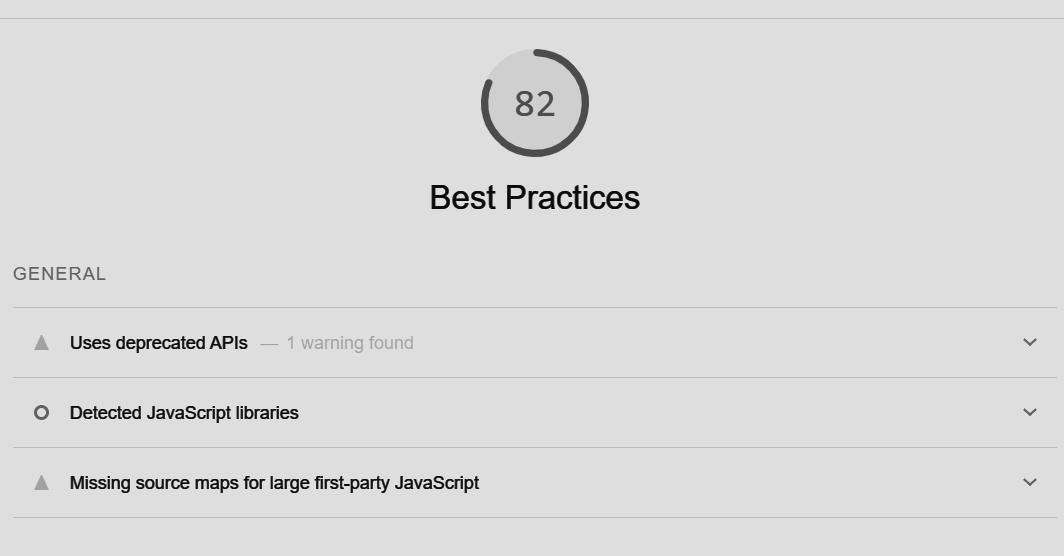 82
Best Practices
GENERAL
Uses deprecated APIs — 1 warning found
Detected JavaScript libraries
Missing source maps for large first-party JavaScript